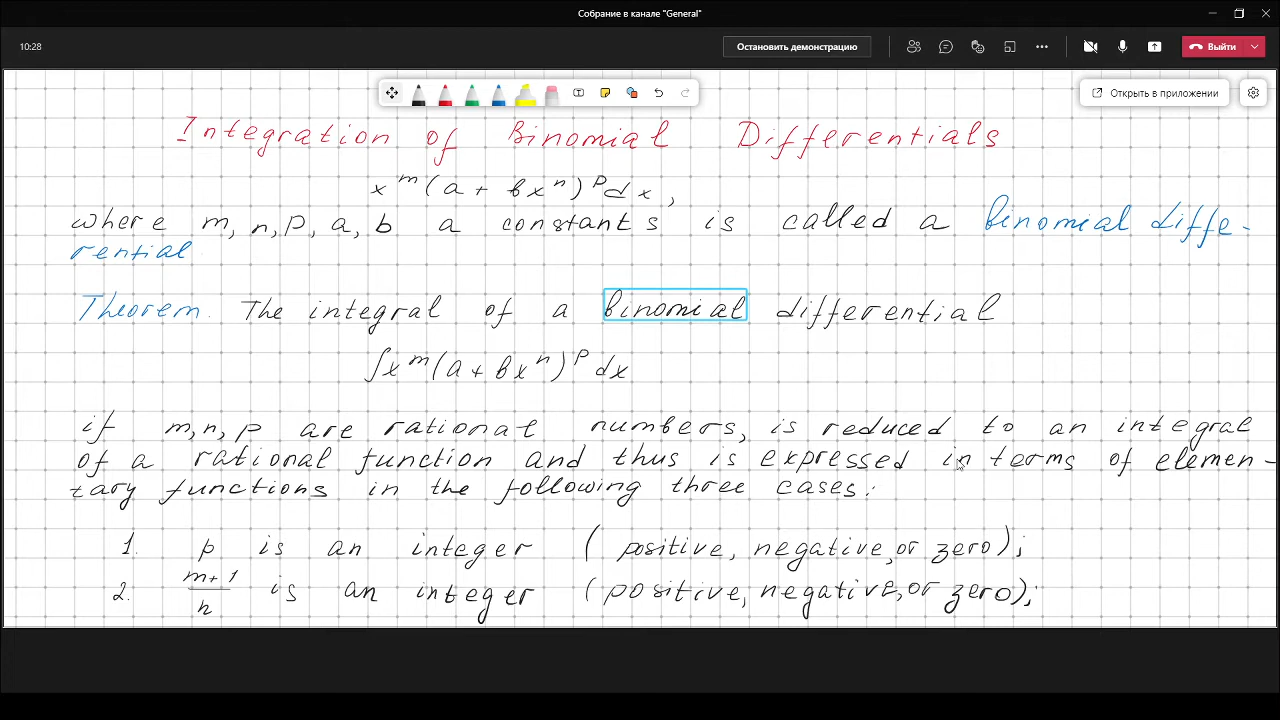 Собрание в канале "General"
10:28
Остановить демонстрацию
Выйти
Открыть в приложении
Integration of Binomial Differentials
x^m(a + bx^n)^p dx,
where m, n, p, a, b a constants is called a binomial diffe-
rential
Theorem. The integral of a binomial differential
∫x^m(a + bx^n)^p dx
if m, n, p are rational numbers, is reduced to an integral
of a rational function and thus is expressed in terms of elemen-
tary functions in the following three cases:
1. p is an integer (positive, negative, or zero);
2. (m+1)/n is an integer (positive, negative, or zero);